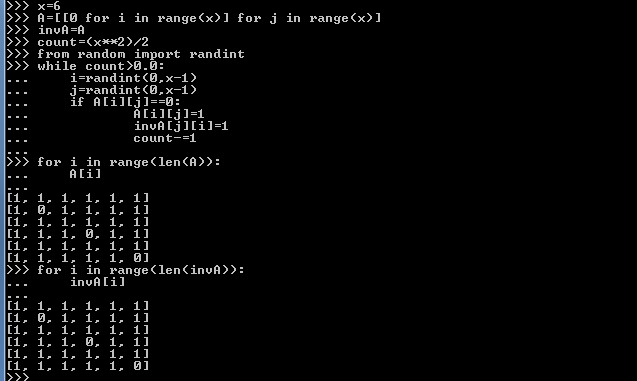 >>> x=6
>>> A=[[0 for i in range(x)] for j in range(x)]
>>> invA=A
>>> count=(x**2)/2
>>> from random import randint
>>> while count>0.0:
...     i=randint(0,x-1)
...     j=randint(0,x-1)
...     if A[i][j]==0:
...             A[i][j]=1
...             invA[j][i]=1
...             count-=1
...
>>> for i in range(len(A)):
...     A[i]
...
[1, 1, 1, 1, 1, 1]
[1, 0, 1, 1, 1, 1]
[1, 1, 1, 1, 1, 1]
[1, 1, 1, 0, 1, 1]
[1, 1, 1, 1, 1, 1]
[1, 1, 1, 1, 1, 0]
>>> for i in range(len(invA)):
...     invA[i]
...
[1, 1, 1, 1, 1, 1]
[1, 0, 1, 1, 1, 1]
[1, 1, 1, 1, 1, 1]
[1, 1, 1, 0, 1, 1]
[1, 1, 1, 1, 1, 1]
[1, 1, 1, 1, 1, 0]
>>>